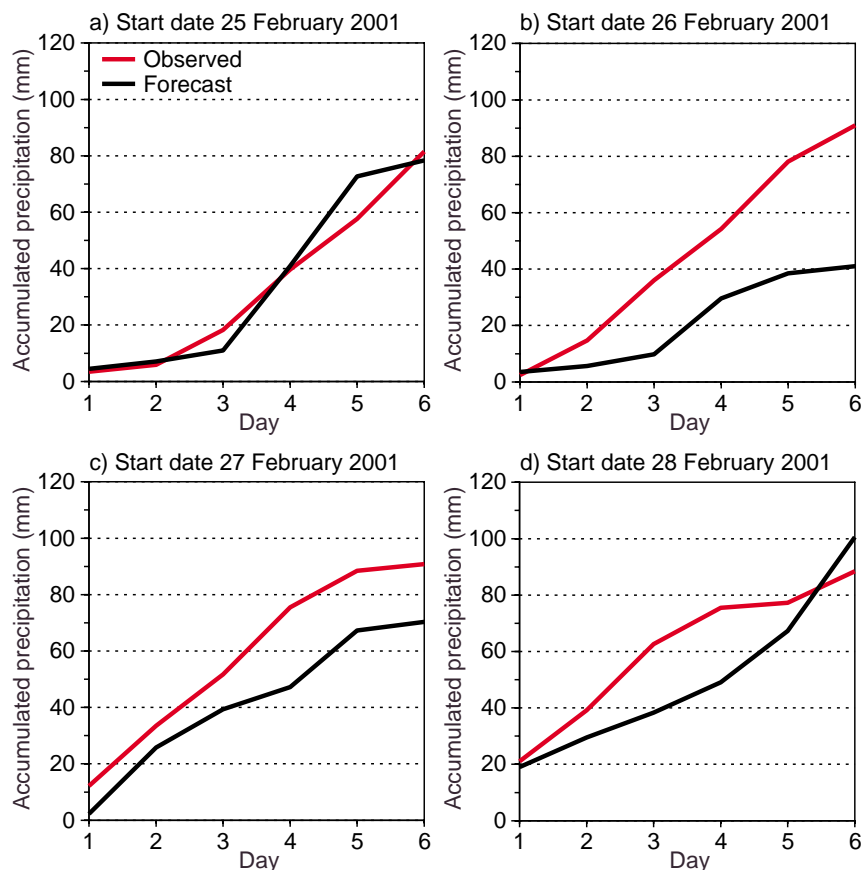 a) Start date 25 February 2001
Accumulated precipitation (mm)
120
100
80
60
40
20
0
Observed
Forecast
1 2 3 4 5 6
Day
b) Start date 26 February 2001
Accumulated precipitation (mm)
120
100
80
60
40
20
0
1 2 3 4 5 6
Day
c) Start date 27 February 2001
Accumulated precipitation (mm)
120
100
80
60
40
20
0
1 2 3 4 5 6
Day
d) Start date 28 February 2001
Accumulated precipitation (mm)
120
100
80
60
40
20
0
1 2 3 4 5 6
Day